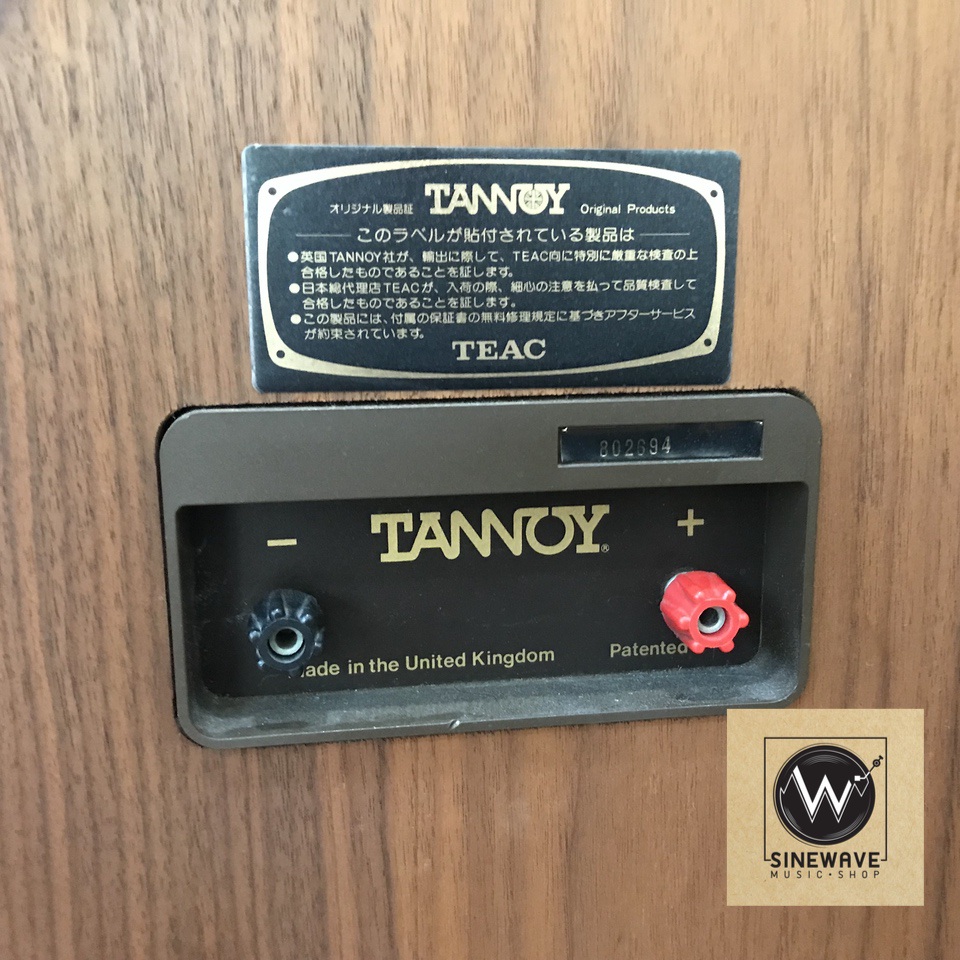 オリジナル製品証 TANNOY Original Products
このラベルが貼付されている製品は
●英国TANNOY社が、輸出に際して、TEAC向に特別に厳重な検査の上
合格したものであることを証します。
●日本総代理店TEACが、入荷の際、細心の注意を払って品質検査して
合格したものであることを証します。
●この製品には、付属の保証書の無料修理規定に基づきアフターサービス
が約束されています。
TEAC
802694
− TANNOY® +
ade in the United Kingdom Patented
W
SINEWAVE
MUSIC•SHOP